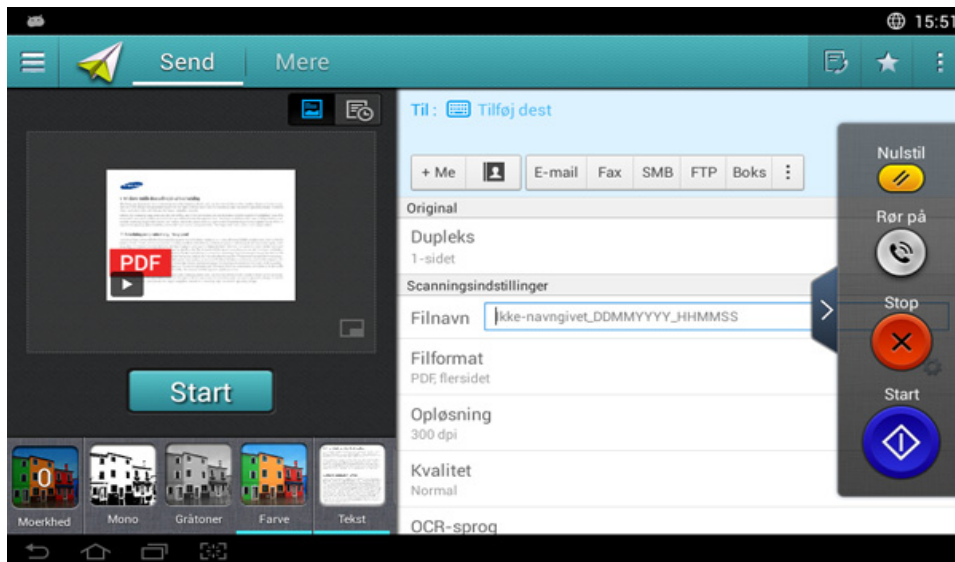 15:51
Send
Mere
Til :
Tilføj dest
+ Me
E-mail
Fax
SMB
FTP
Boks
Nulstil
Original
Dupleks
1-sidet
Rør på
Scanningsindstillinger
Filnavn
Ikke-navngivet_DDMMYYYY_HHMMSS
Stop
Filformat
PDF, flersidet
Start
Opløsning
300 dpi
Kvalitet
Normal
OCR-sprog
PDF
Start
0
Moerkhed
Mono
Gråtoner
Farve
Tekst